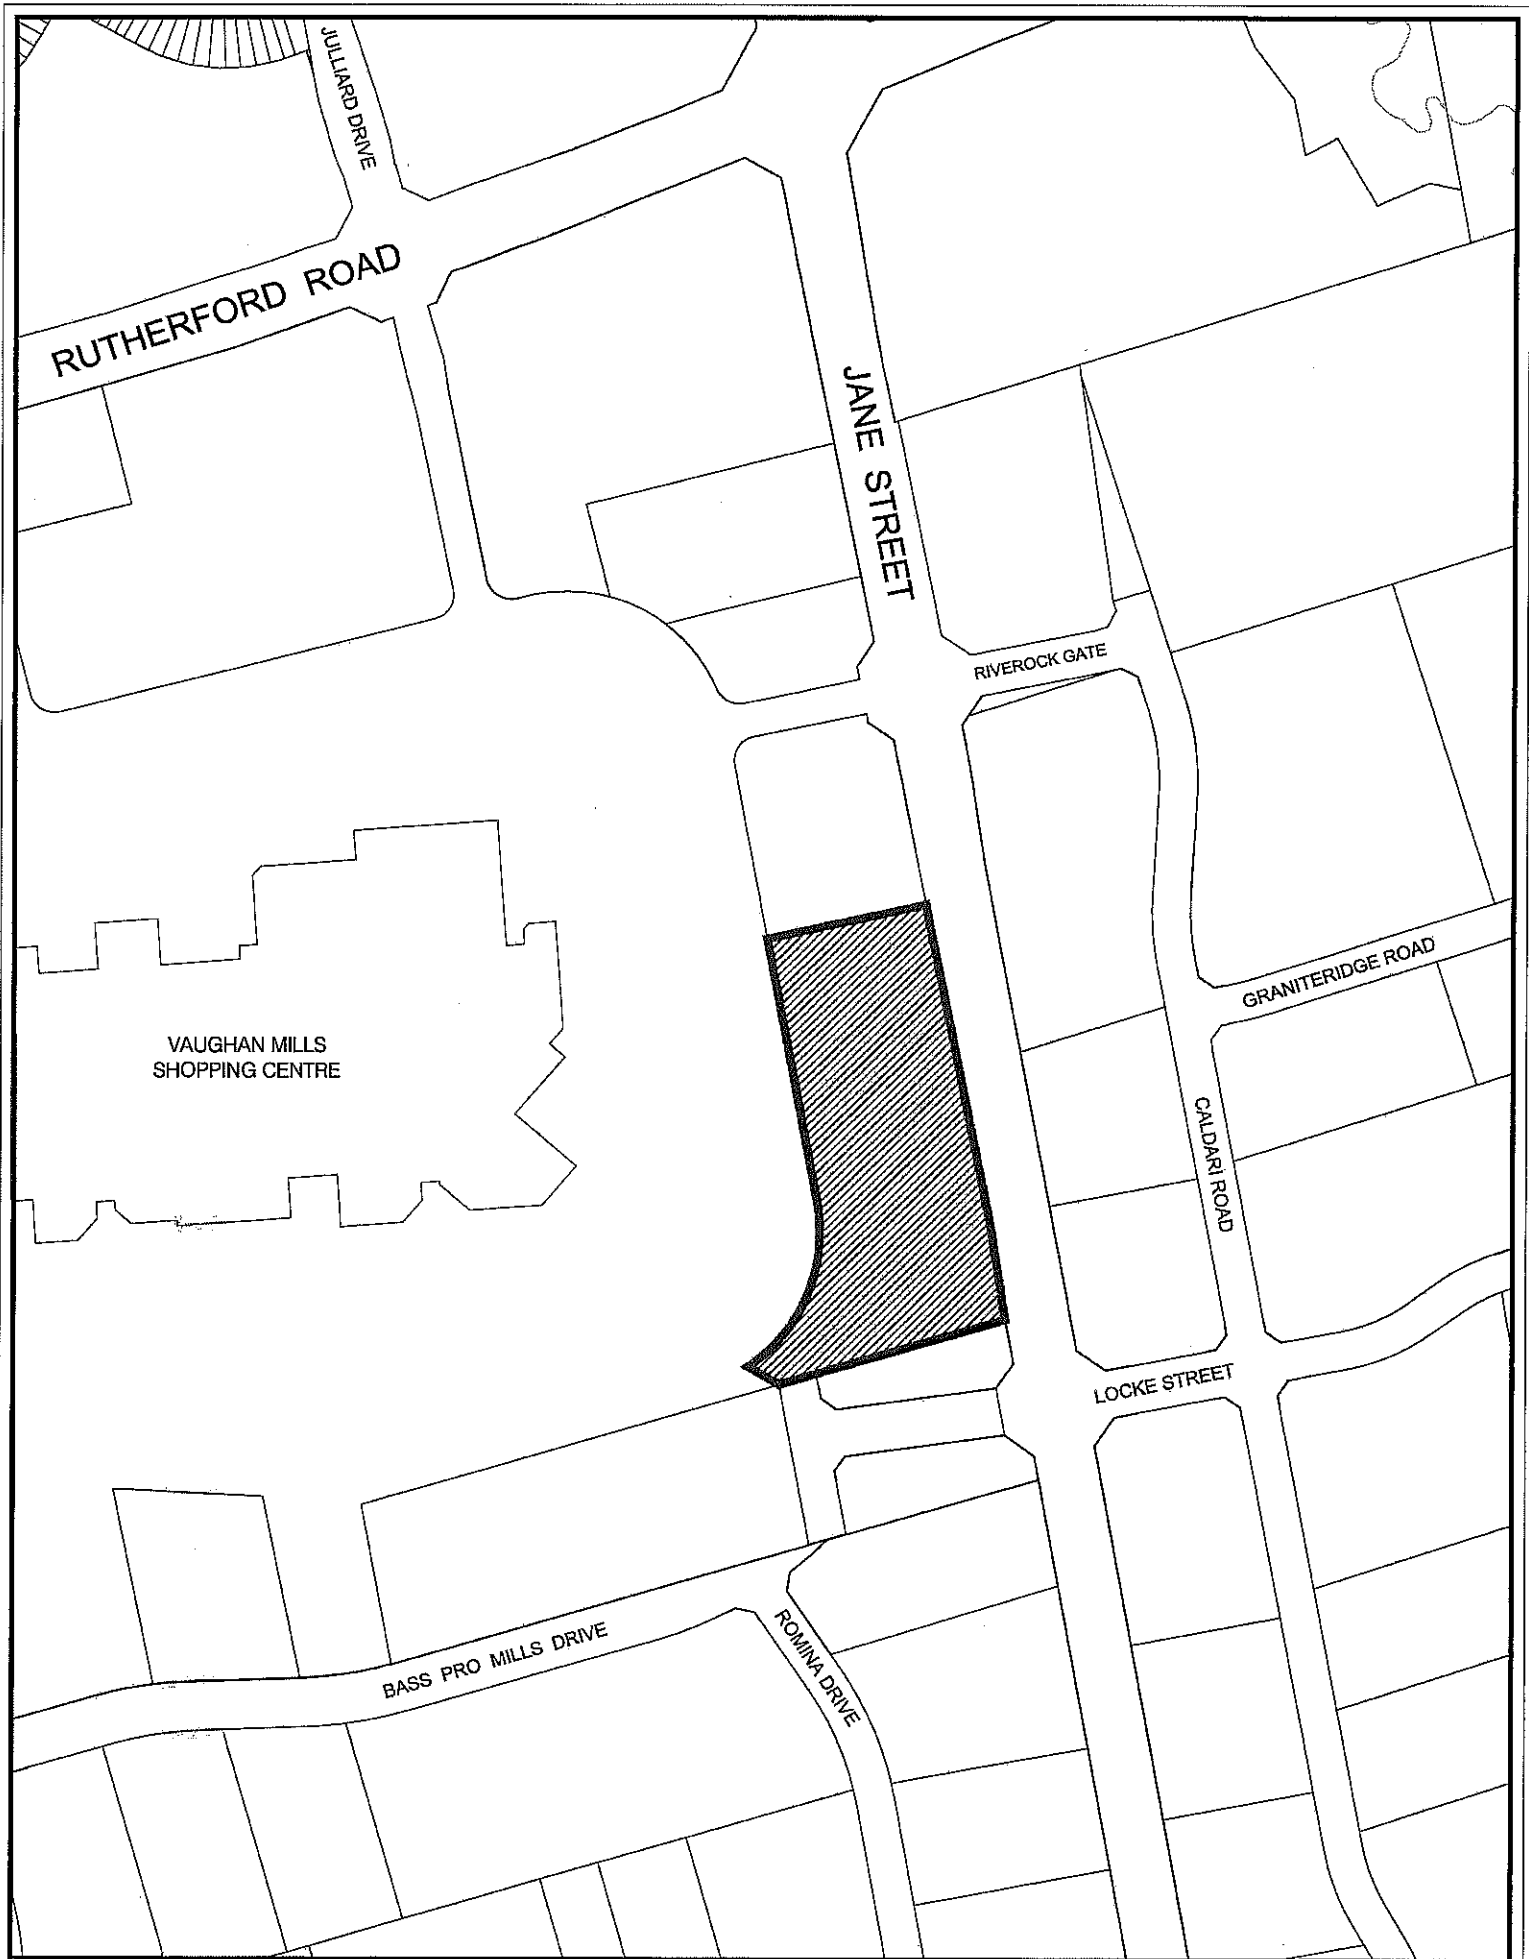 JULLIARD DRIVE
RUTHERFORD ROAD
JANE STREET
RIVEROCK GATE
GRANITERIDGE ROAD
VAUGHAN MILLS
SHOPPING CENTRE
CALDARI ROAD
LOCKE STREET
BASS PRO MILLS DRIVE
ROMINA DRIVE